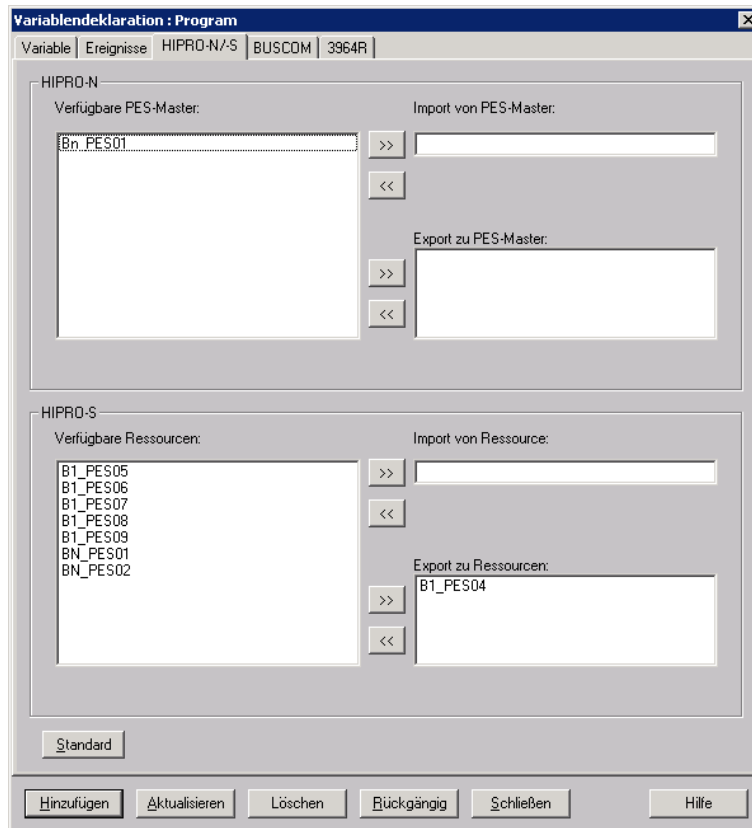 Variablendeklaration : Program
Variable Ereignisse HIPRO-N/-S BUSCOM 3964R
HIPRO-N
Verfügbare PES-Master: Import von PES-Master:
Bn_PES01 >>
<<
Export zu PES-Master:
>>
<<
HIPRO-S
Verfügbare Ressourcen: Import von Ressource:
B1_PES05 >>
B1_PES06
B1_PES07
B1_PES08 <<
B1_PES09
BN_PES01
BN_PES02 Export zu Ressourcen:
B1_PES04
>>
<<
Standard
Hinzufügen Aktualisieren Löschen Rückgängig Schließen Hilfe